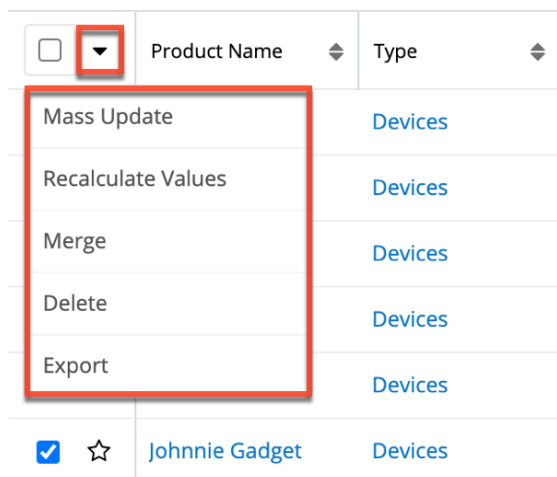 Product Name Type
Mass Update
Devices
Recalculate Values
Devices
Merge
Devices
Delete
Devices
Export
Devices
Johnnie Gadget Devices